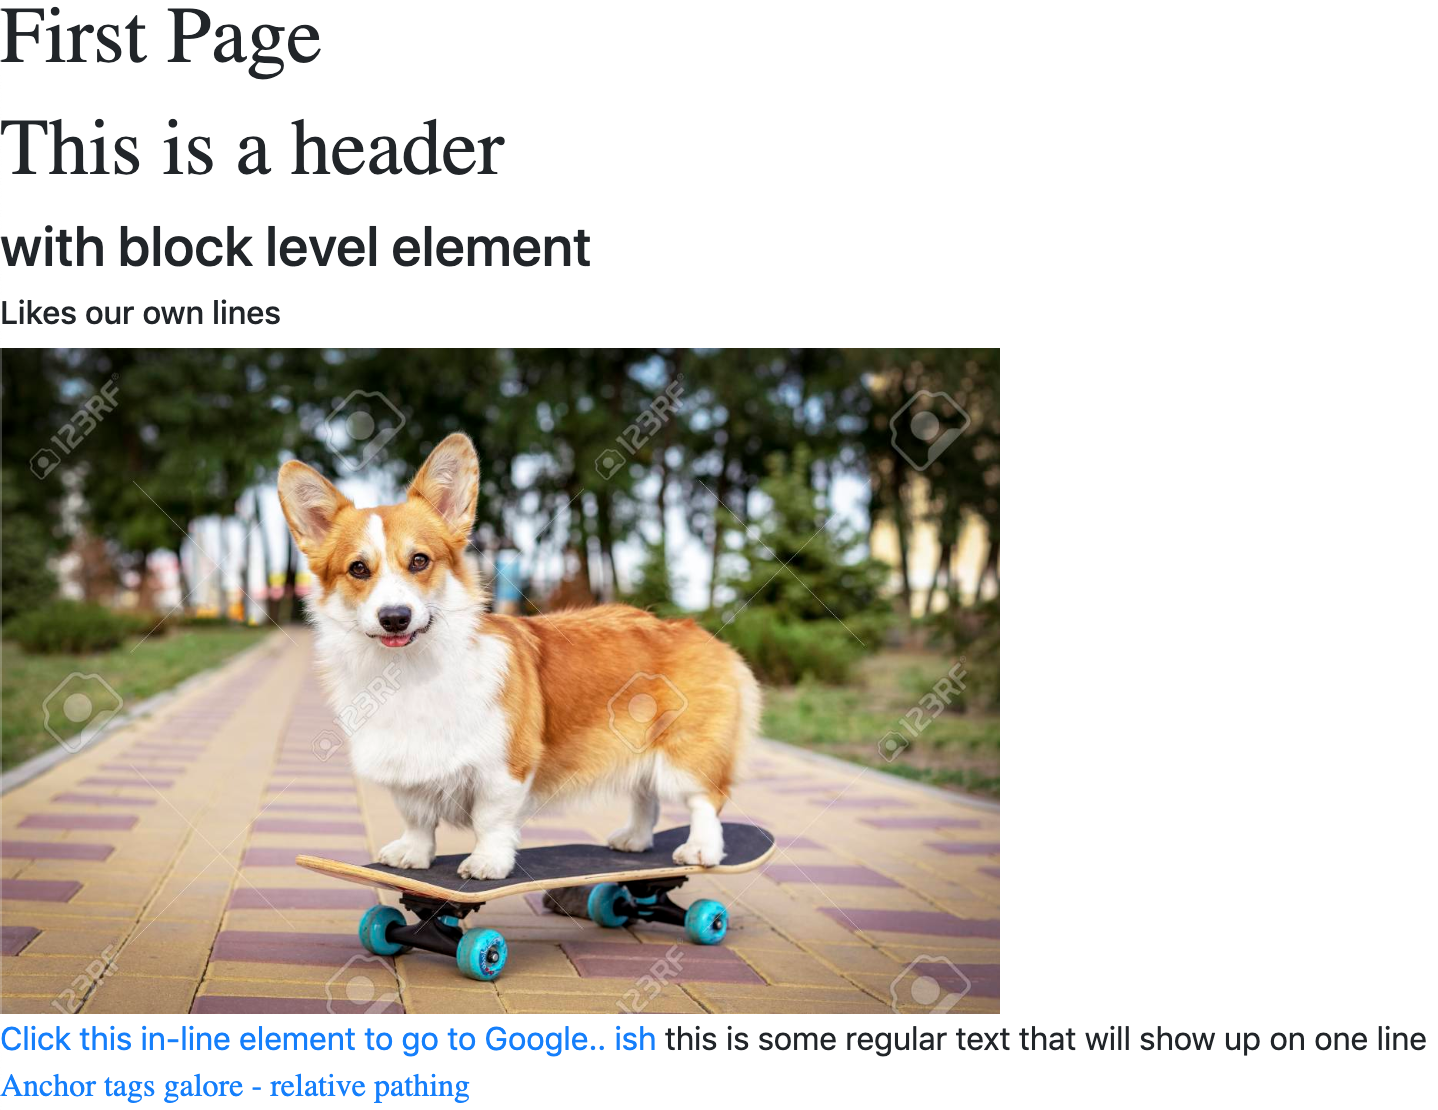 First Page
This is a header
with block level element
Likes our own lines
123RF
123RF
123RF
123RF
123RF
123RF
Click this in-line element to go to Google.. ish this is some regular text that will show up on one line
Anchor tags galore - relative pathing